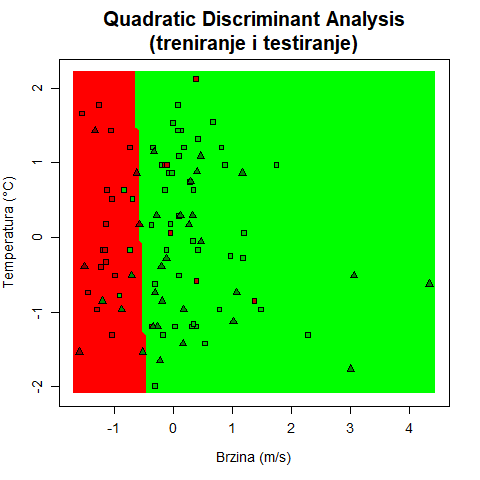 Quadratic Discriminant Analysis
(treniranje i testiranje)
Temperatura (°C)
2
1
0
-1
-2
-1 0 1 2 3 4
Brzina (m/s)